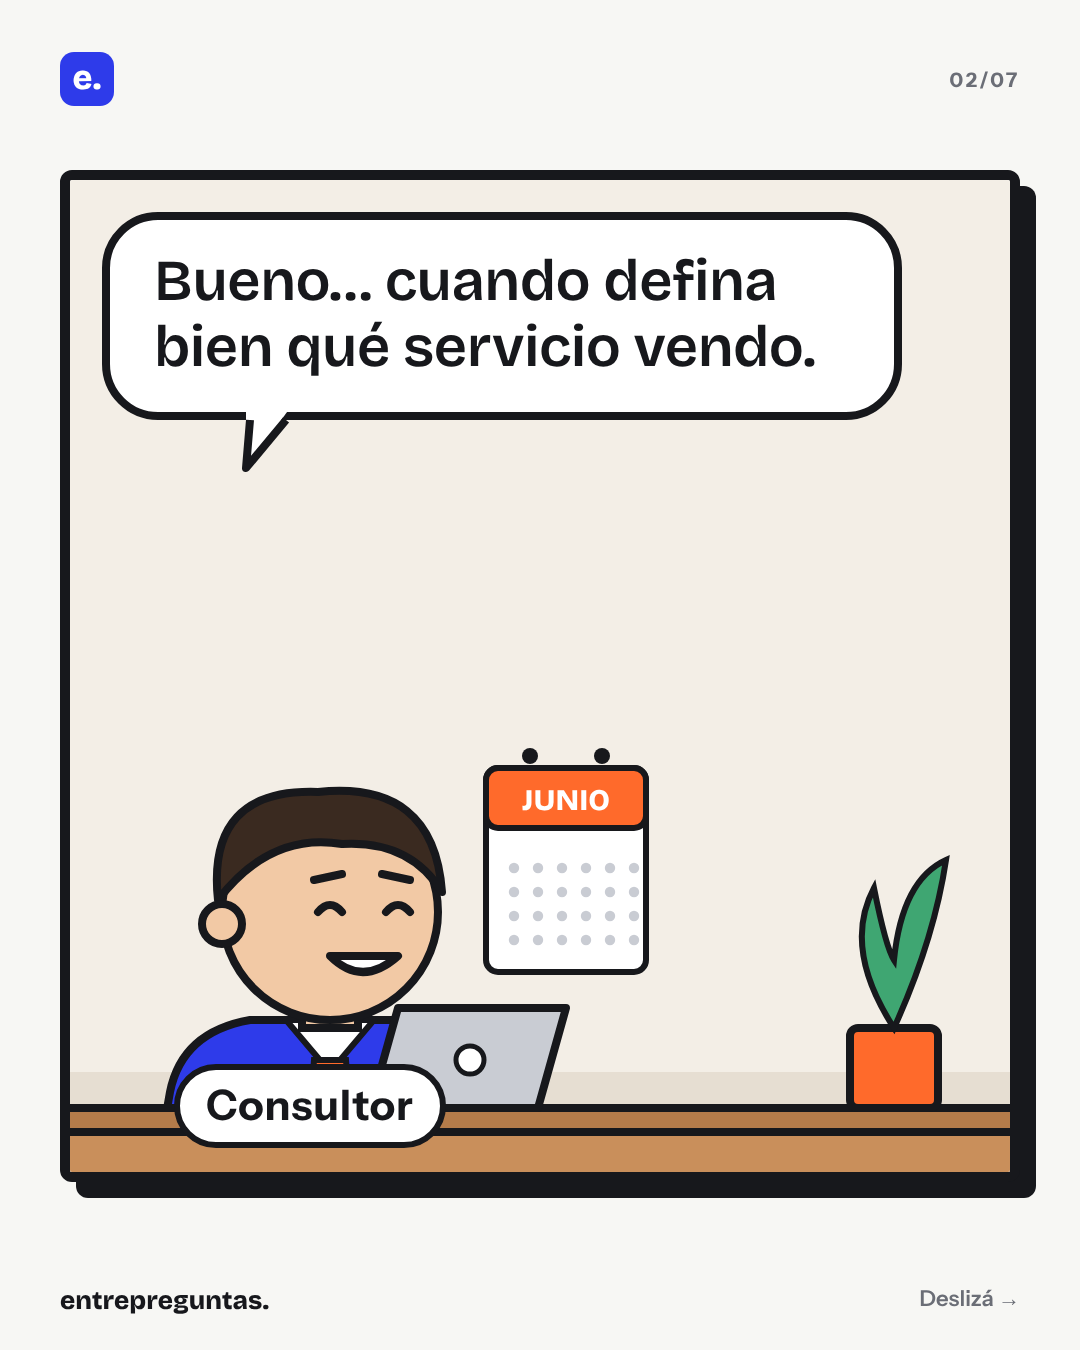 e.
02/07
Bueno... cuando defina
bien qué servicio vendo.
JUNIO
Consultor
entrepreguntas.
Deslizá →